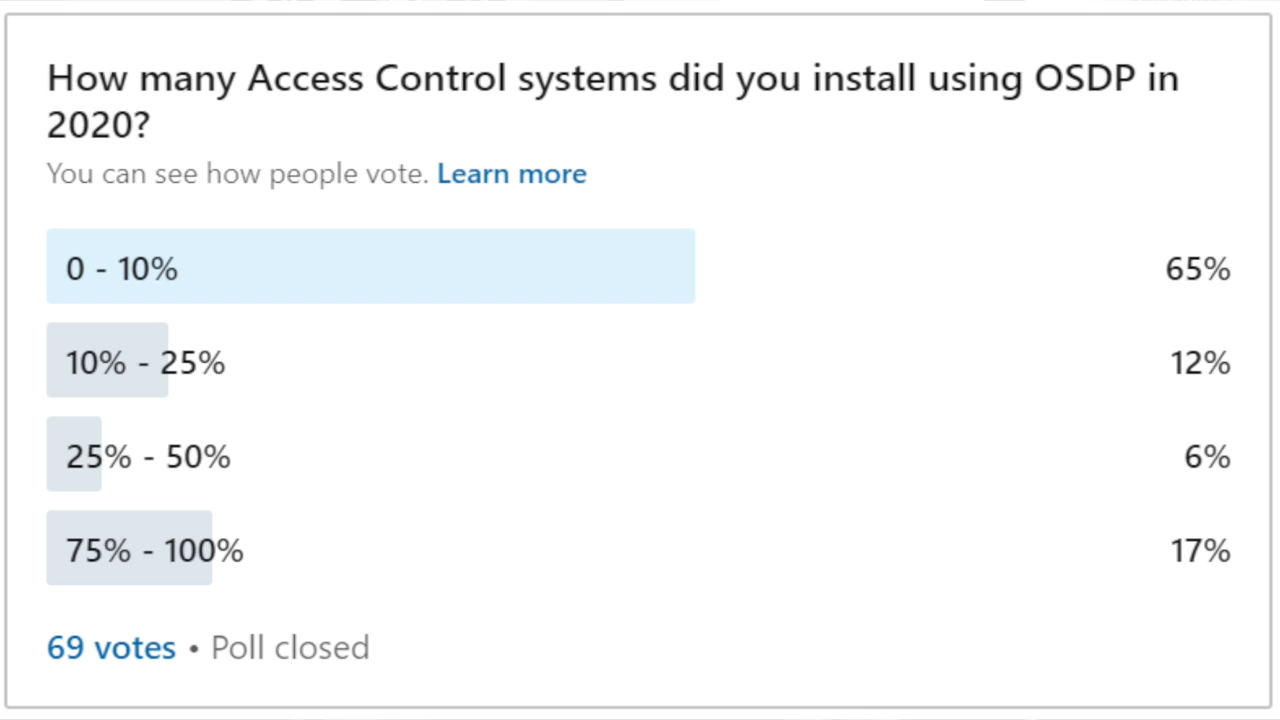 How many Access Control systems did you install using OSDP in
2020?
You can see how people vote. Learn more
0 - 10% 65%
10% - 25% 12%
25% - 50% 6%
75% - 100% 17%
69 votes • Poll closed